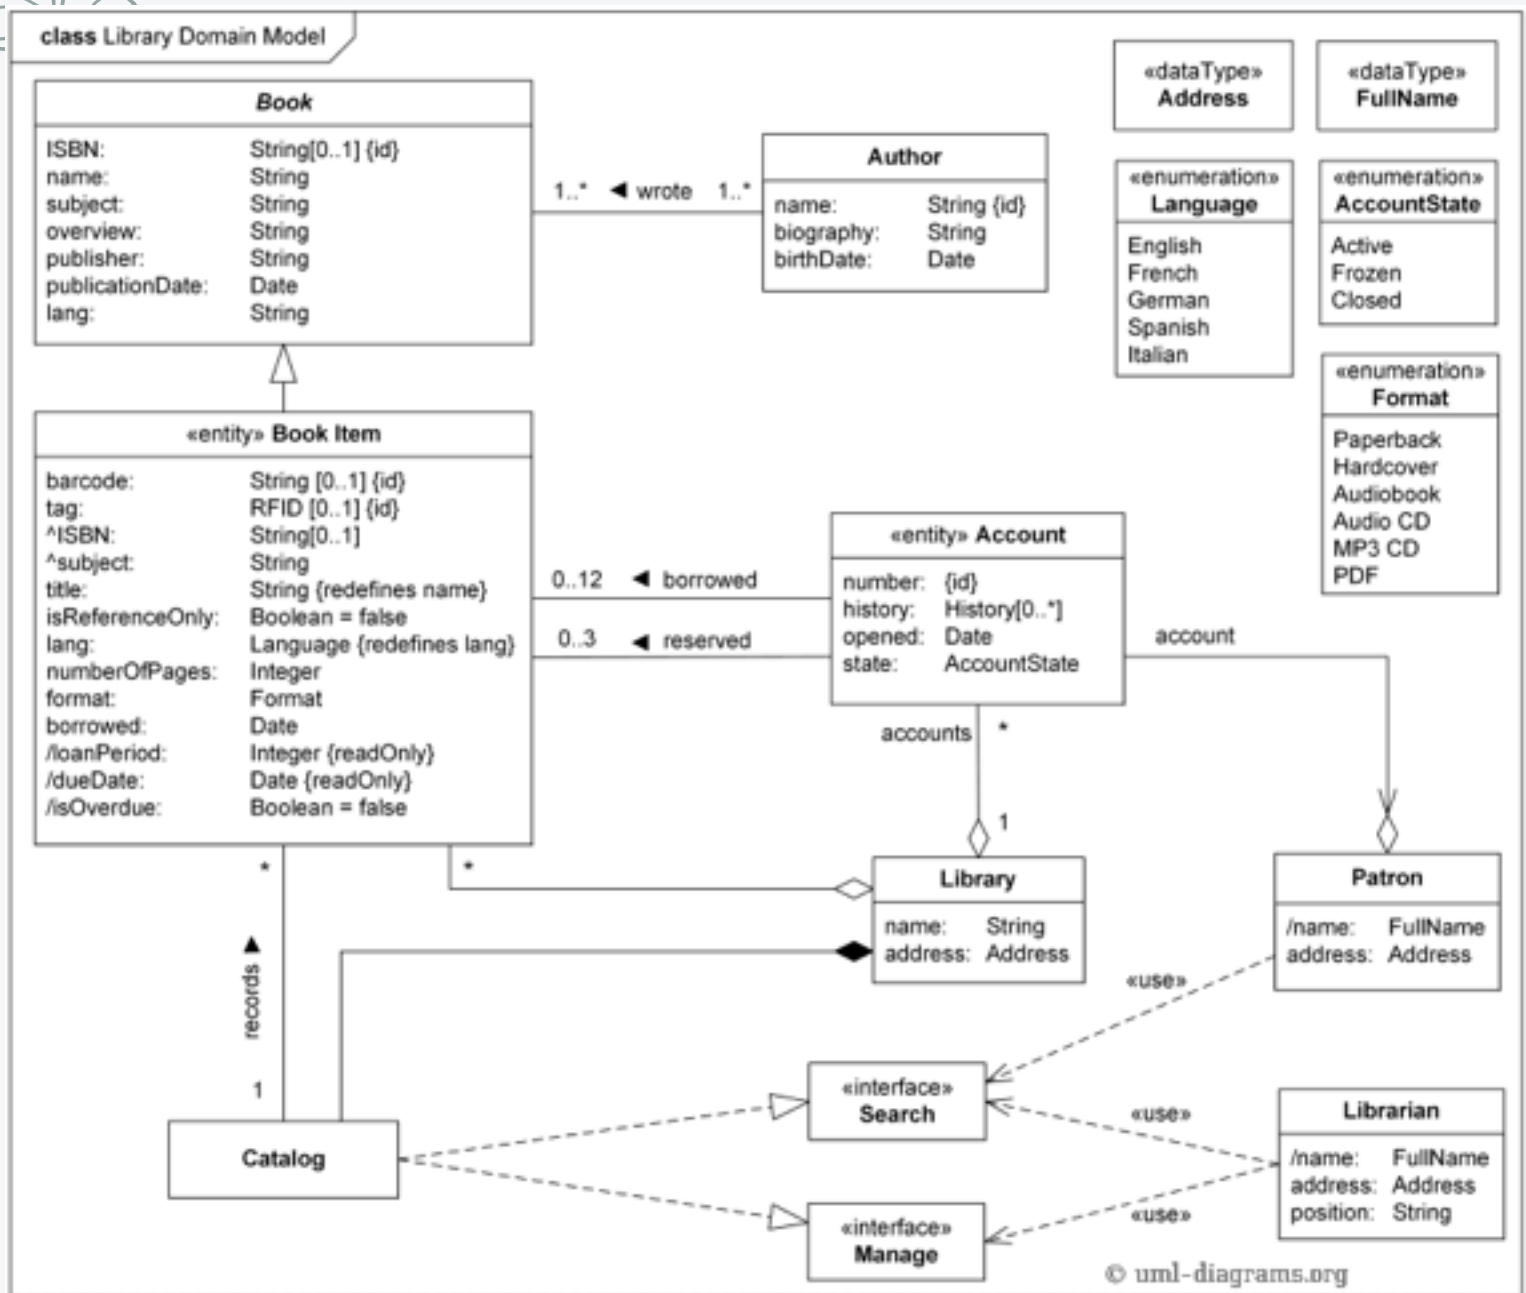 class Library Domain Model
Book
ISBN: String[0..1] {id}
name: String
subject: String
overview: String
publisher: String
publicationDate: Date
lang: String
1..* ◄ wrote 1..*
Author
name: String {id}
biography: String
birthDate: Date
«dataType»
Address
«dataType»
FullName
«enumeration»
Language
English
French
German
Spanish
Italian
«enumeration»
AccountState
Active
Frozen
Closed
«enumeration»
Format
Paperback
Hardcover
Audiobook
Audio CD
MP3 CD
PDF
«entity» Book Item
barcode: String [0..1] {id}
tag: RFID [0..1] {id}
^ISBN: String[0..1]
^subject: String
title: String {redefines name}
isReferenceOnly: Boolean = false
lang: Language {redefines lang}
numberOfPages: Integer
format: Format
borrowed: Date
/loanPeriod: Integer {readOnly}
/dueDate: Date {readOnly}
/isOverdue: Boolean = false
0..12 ◄ borrowed
0..3 ◄ reserved
«entity» Account
number: {id}
history: History[0..*]
opened: Date
state: AccountState
account
accounts *
1
* *
Library
name: String
address: Address
Patron
/name: FullName
address: Address
records ►
1
Catalog
«use»
«interface»
Search
«use»
«interface»
Manage
«use»
Librarian
/name: FullName
address: Address
position: String
© uml-diagrams.org